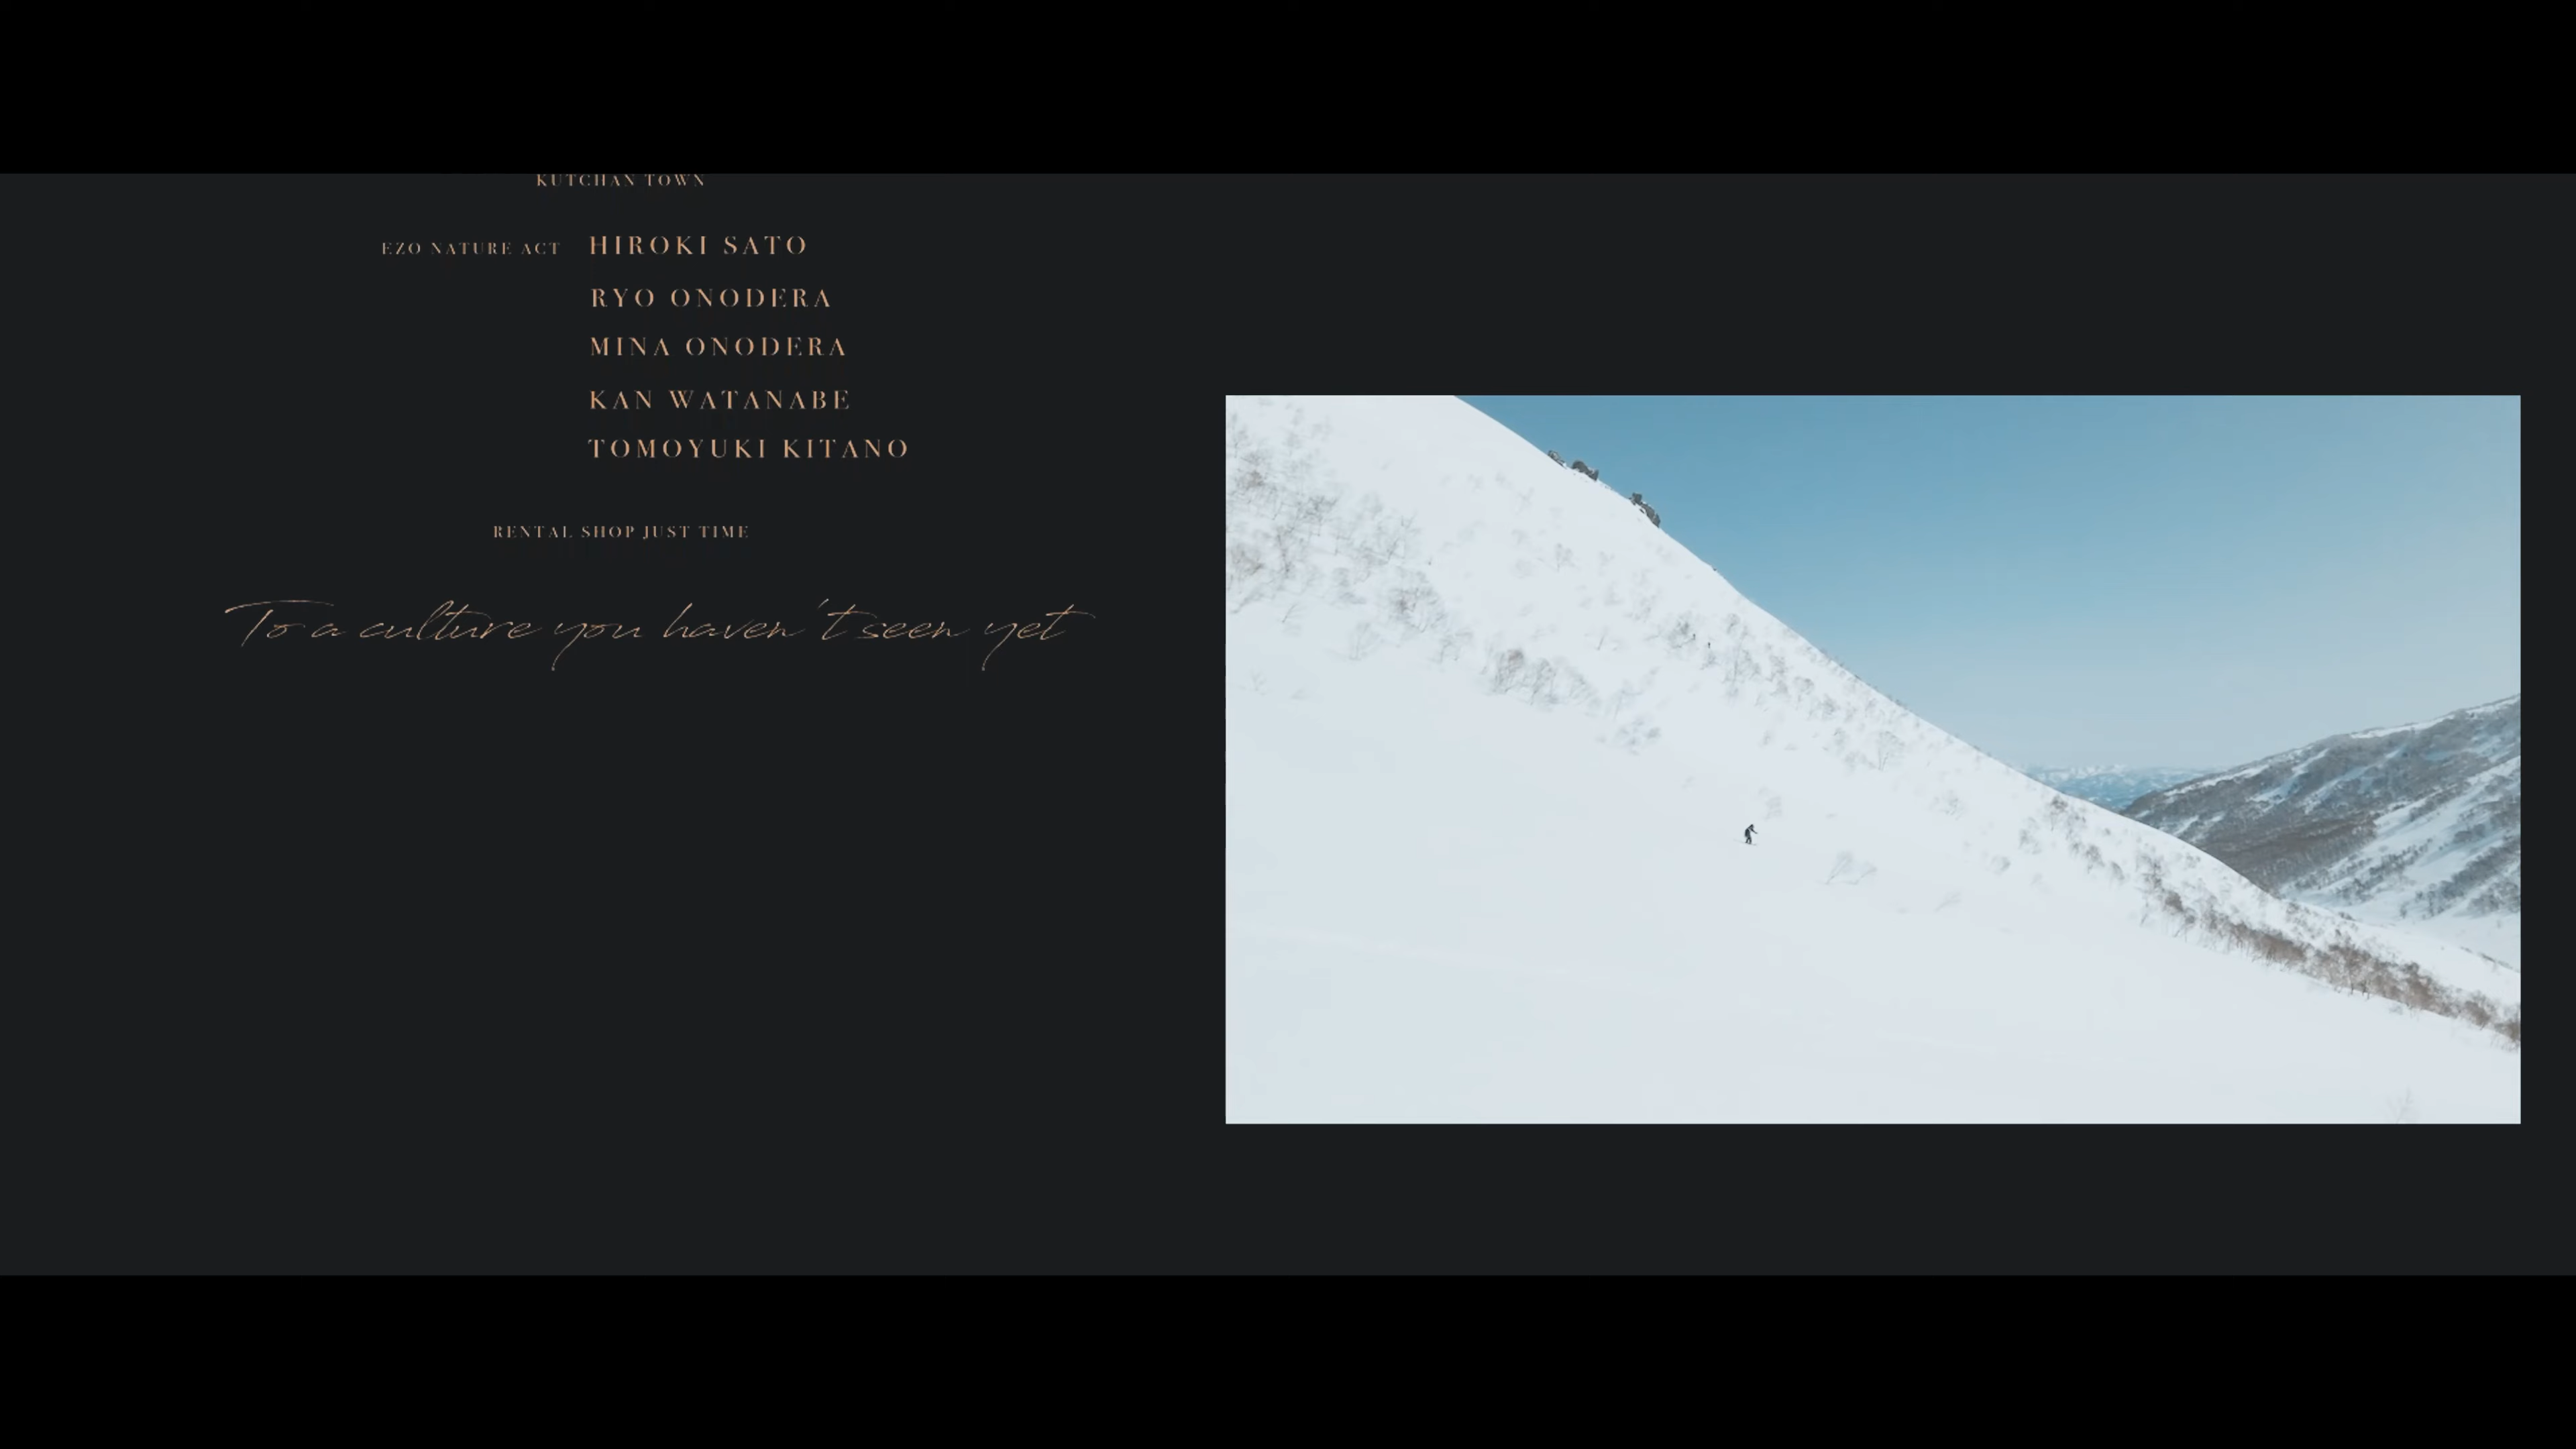 KUTCHAN TOWN
EZO NATURE ACT HIROKI SATO
RYO ONODERA
MINA ONODERA
KAN WATANABE
TOMOYUKI KITANO
RENTAL SHOP JUST TIME
To a culture you haven't seen yet